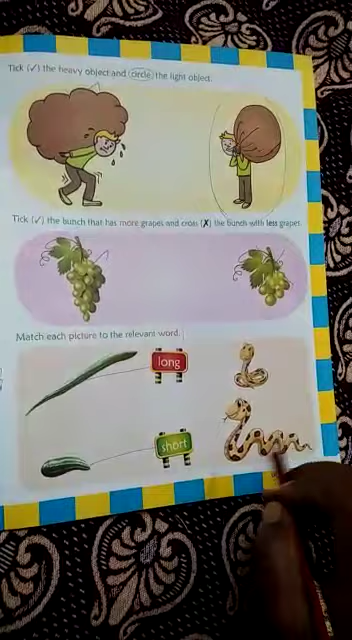 Tick (✓) the heavy object and circle the light object.
Tick (✓) the bunch that has more grapes and cross (✗) the bunch with less grapes.
Match each picture to the relevant word.
long
short